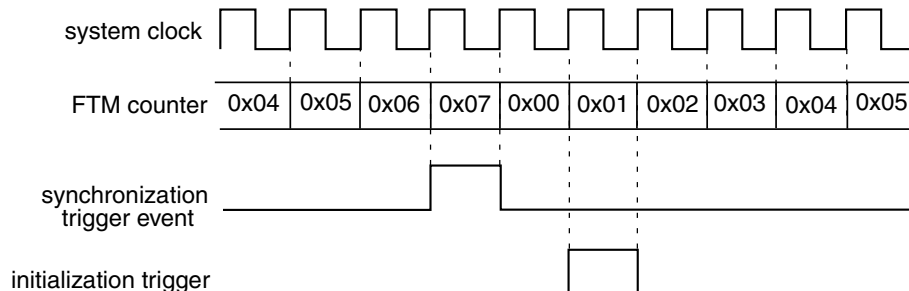 system clock
FTM counter 0x04 0x05 0x06 0x07 0x00 0x01 0x02 0x03 0x04 0x05
synchronization
trigger event
initialization trigger